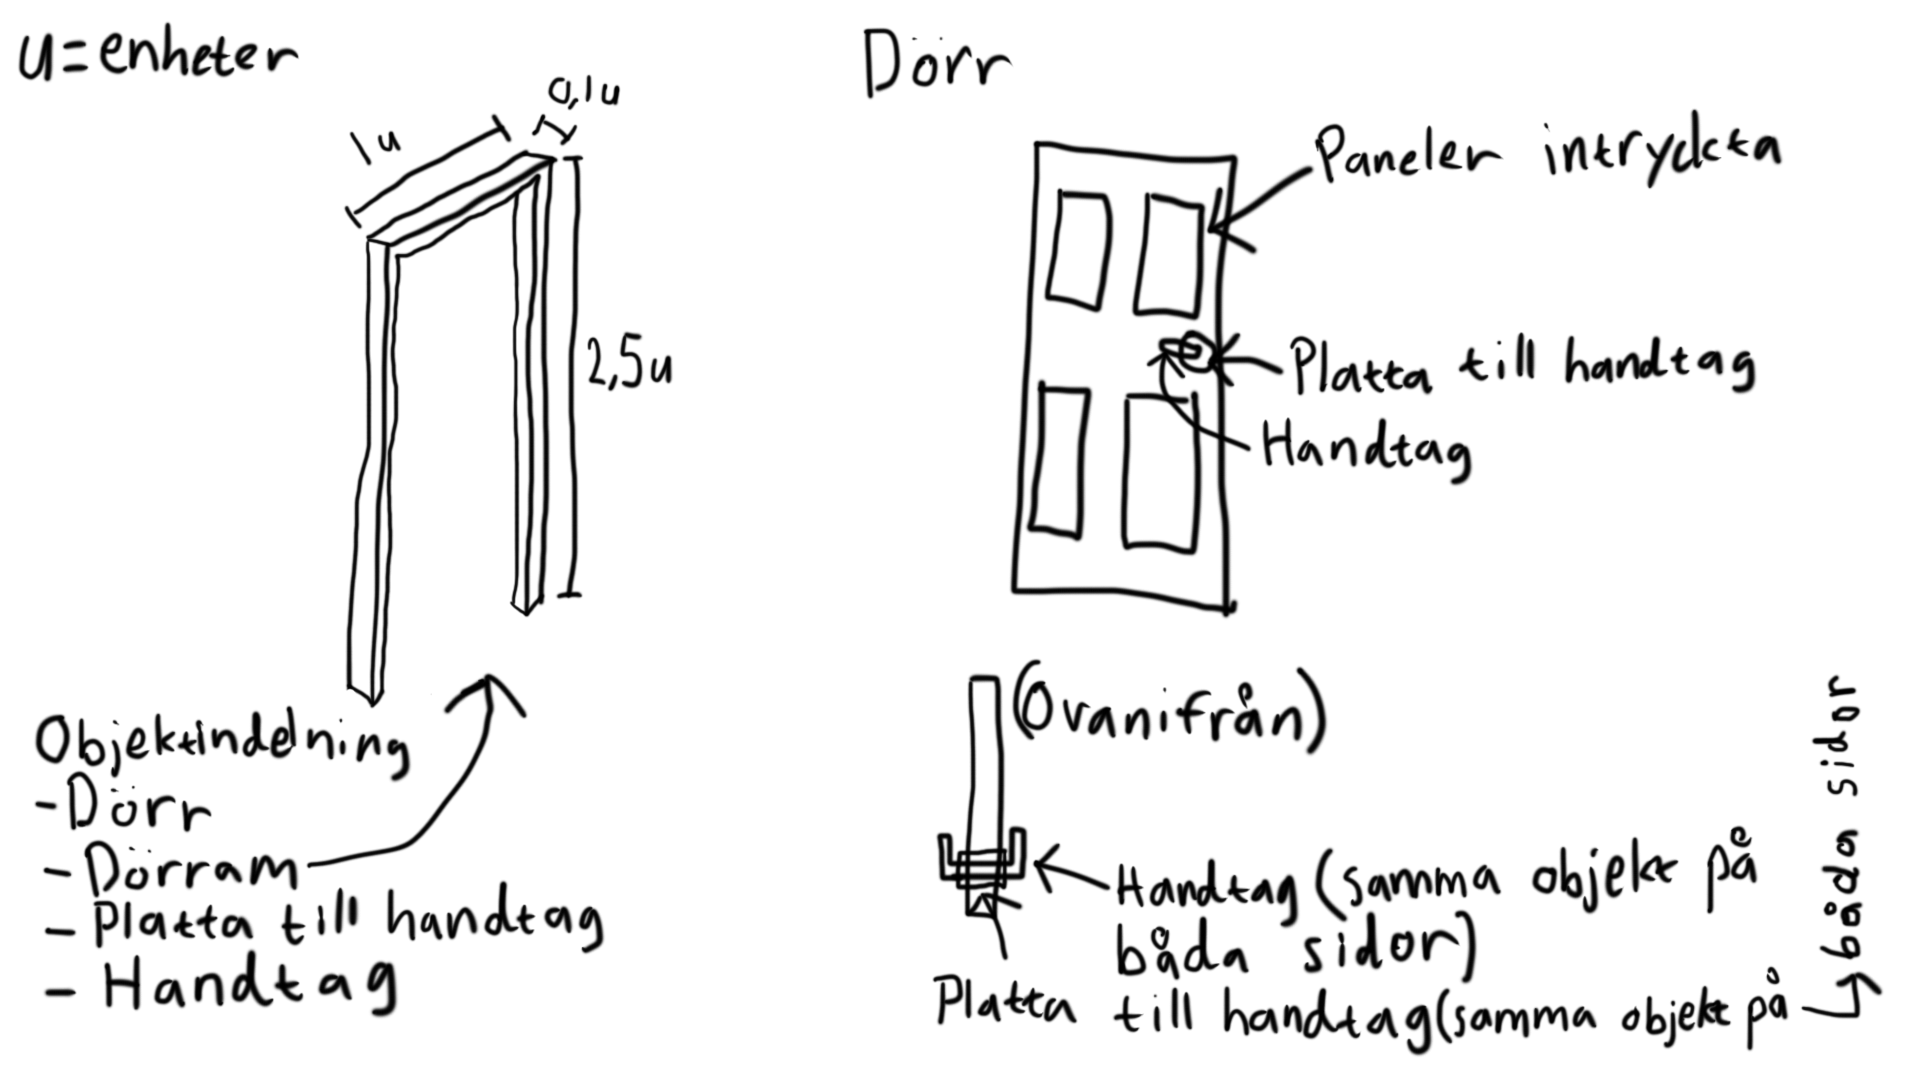 u=enheter
1u
0,1u
2,5u
Objektindelning
-Dörr
-Dörram
-Platta till handtag
-Handtag
Dörr
Paneler intryckta
Platta till handtag
Handtag
(Ovanifrån)
Handtag(samma objekt på
båda sidor)
Platta till handtag(samma objekt på
båda sidor